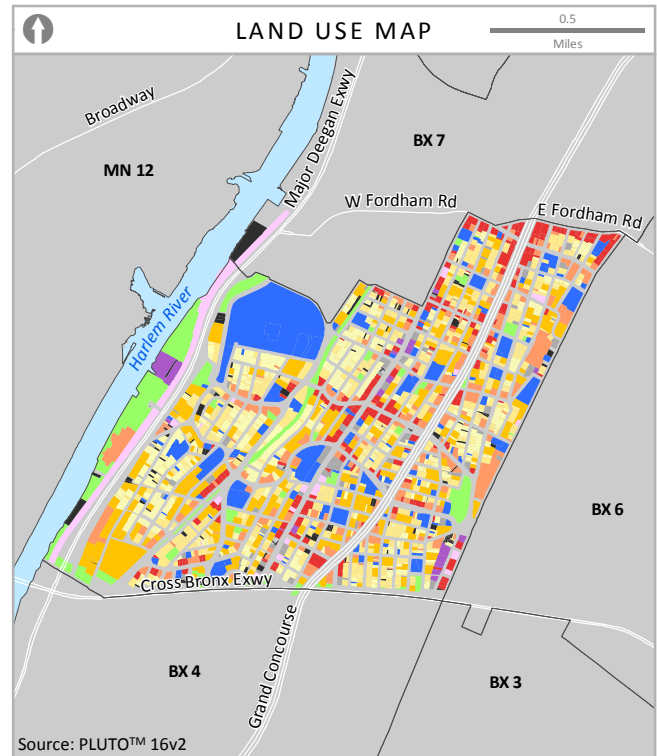 LAND USE MAP
0.5
Miles
Broadway
Major Deegan Expwy
BX 7
MN 12
W Fordham Rd
E Fordham Rd
Harlem River
BX 6
Cross Bronx Exwy
Grand Concourse
BX 4
BX 3
Source: PLUTO™ 16v2